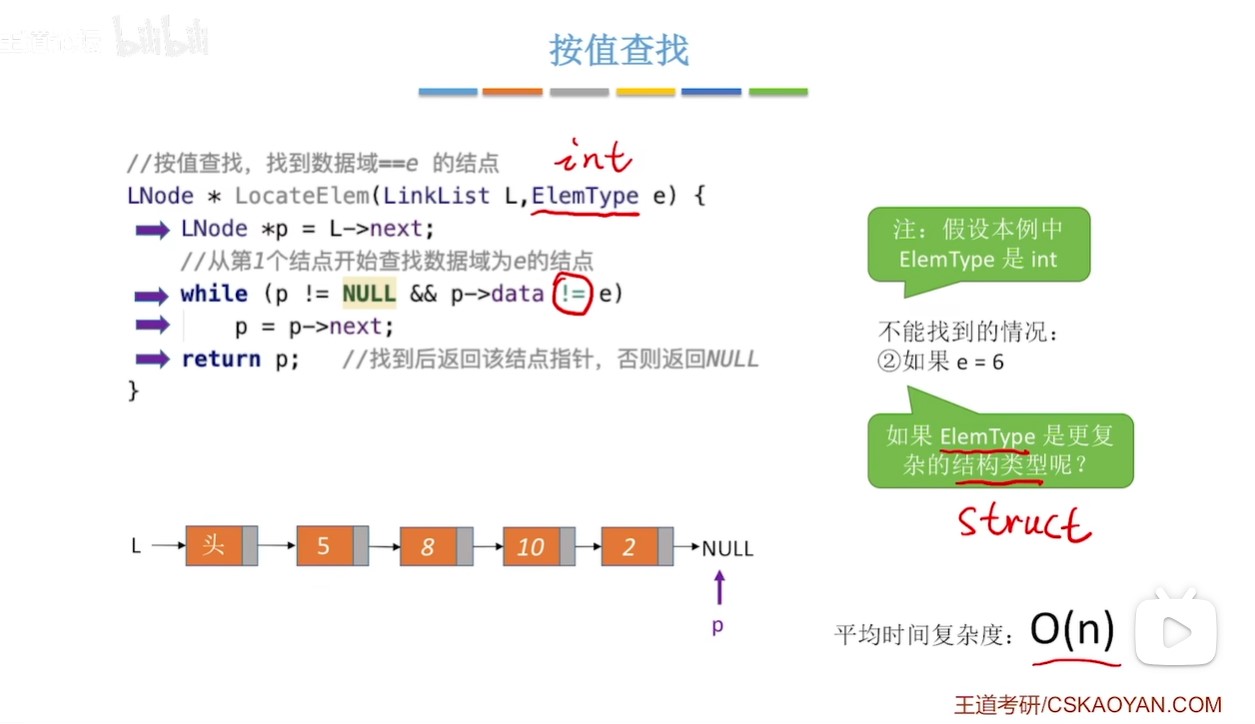 bilibili
按值查找
//按值查找，找到数据域==e 的结点
int
LNode * LocateElem(LinkList L,ElemType e) {
LNode *p = L->next;
//从第1个结点开始查找数据域为e的结点
while (p != NULL && p->data != e)
p = p->next;
return p; //找到后返回该结点指针，否则返回NULL
}
注：假设本例中
ElemType 是 int
不能找到的情况：
②如果 e = 6
如果 ElemType 是更复
杂的结构类型呢？
struct
L 头 5 8 10 2 NULL
p
平均时间复杂度： O(n)
王道考研/CSKAOYAN.COM